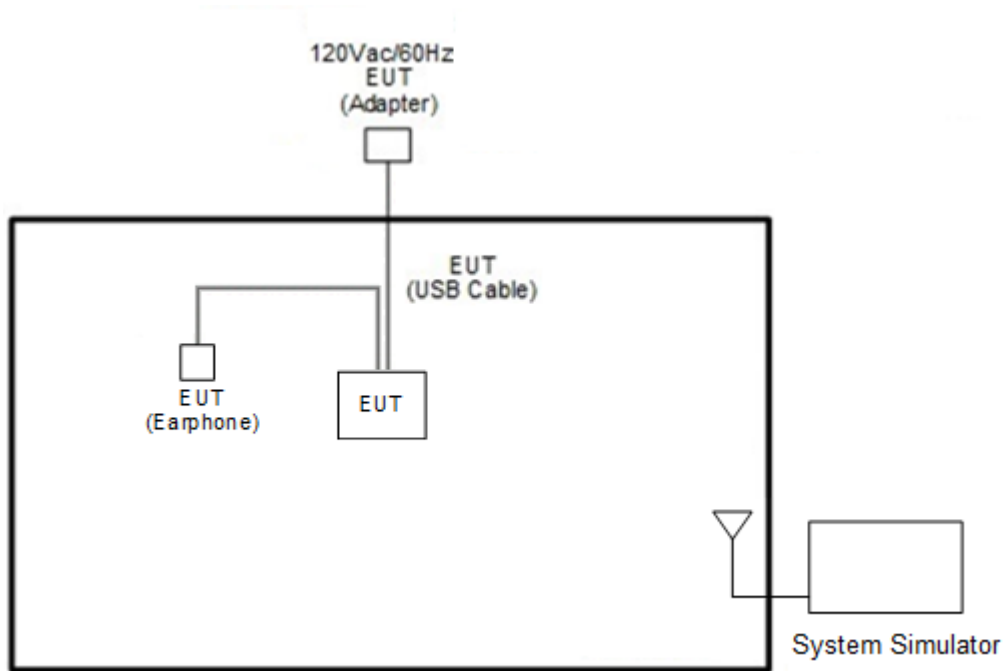 120Vac/60Hz
EUT
(Adapter)
EUT
(USB Cable)
EUT
(Earphone)
EUT
System Simulator